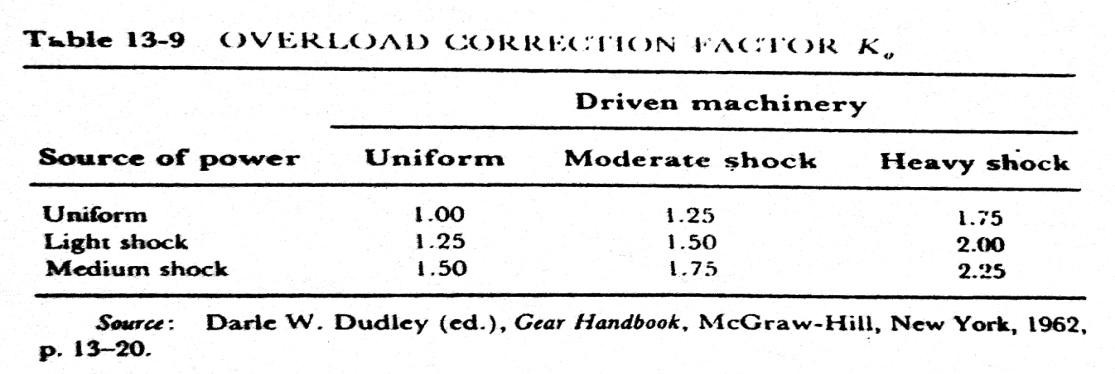 Table 13-9 OVERLOAD CORRECTION FACTOR Ko
Driven machinery
Source of power Uniform Moderate shock Heavy shock
Uniform 1.00 1.25 1.75
Light shock 1.25 1.50 2.00
Medium shock 1.50 1.75 2.25
Source: Darle W. Dudley (ed.), Gear Handbook, McGraw-Hill, New York, 1962,
p. 13–20.